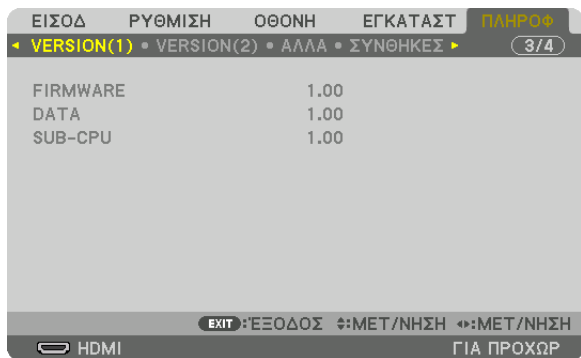 ΕΙΣΟΔ ΡΥΘΜΙΣΗ ΟΘΟΝΗ ΕΓΚΑΤΑΣΤ ΠΛΗΡΟΦ
VERSION(1) • VERSION(2) • ΑΛΛΑ • ΣΥΝΘΗΚΕΣ 3/4
FIRMWARE 1.00
DATA 1.00
SUB-CPU 1.00
EXIT:ΈΞΟΔΟΣ :ΜΕΤ/ΝΗΣΗ :ΜΕΤ/ΝΗΣΗ
HDMI ΓΙΑ ΠΡΟΧΩΡ